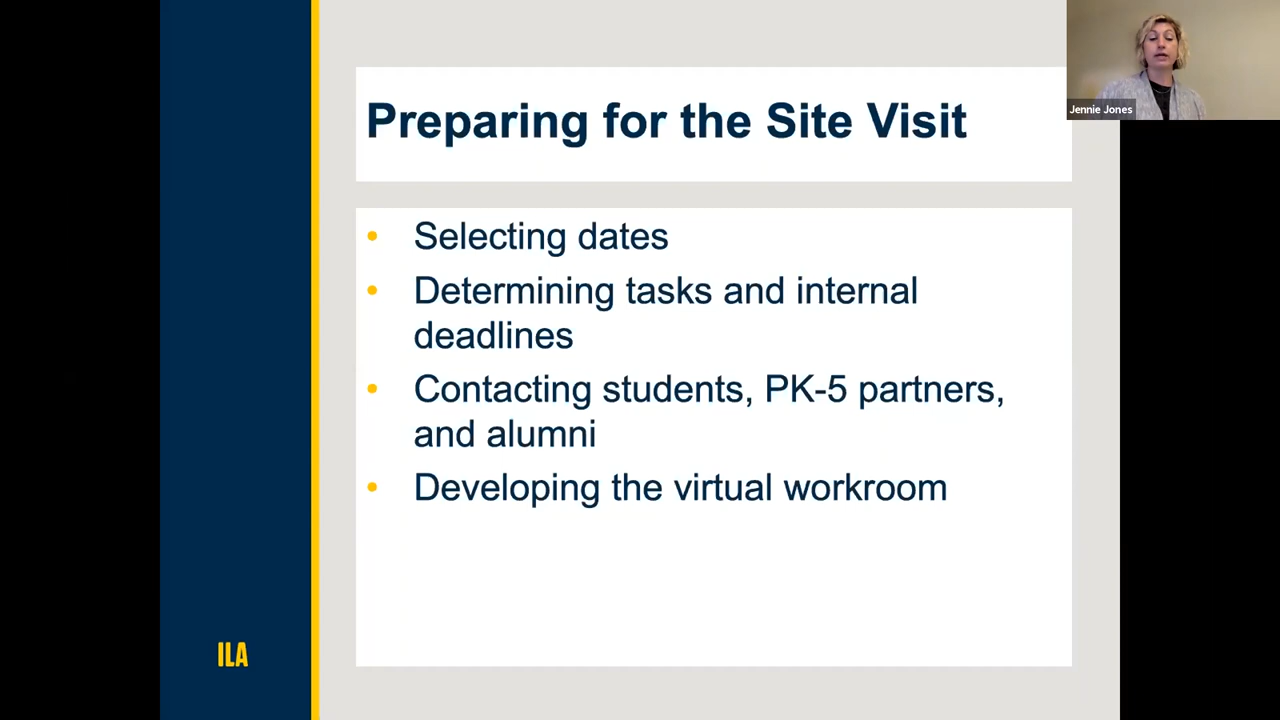 Preparing for the Site Visit
Jennie Jones
• Selecting dates
• Determining tasks and internal
deadlines
• Contacting students, PK-5 partners,
and alumni
• Developing the virtual workroom
ILA